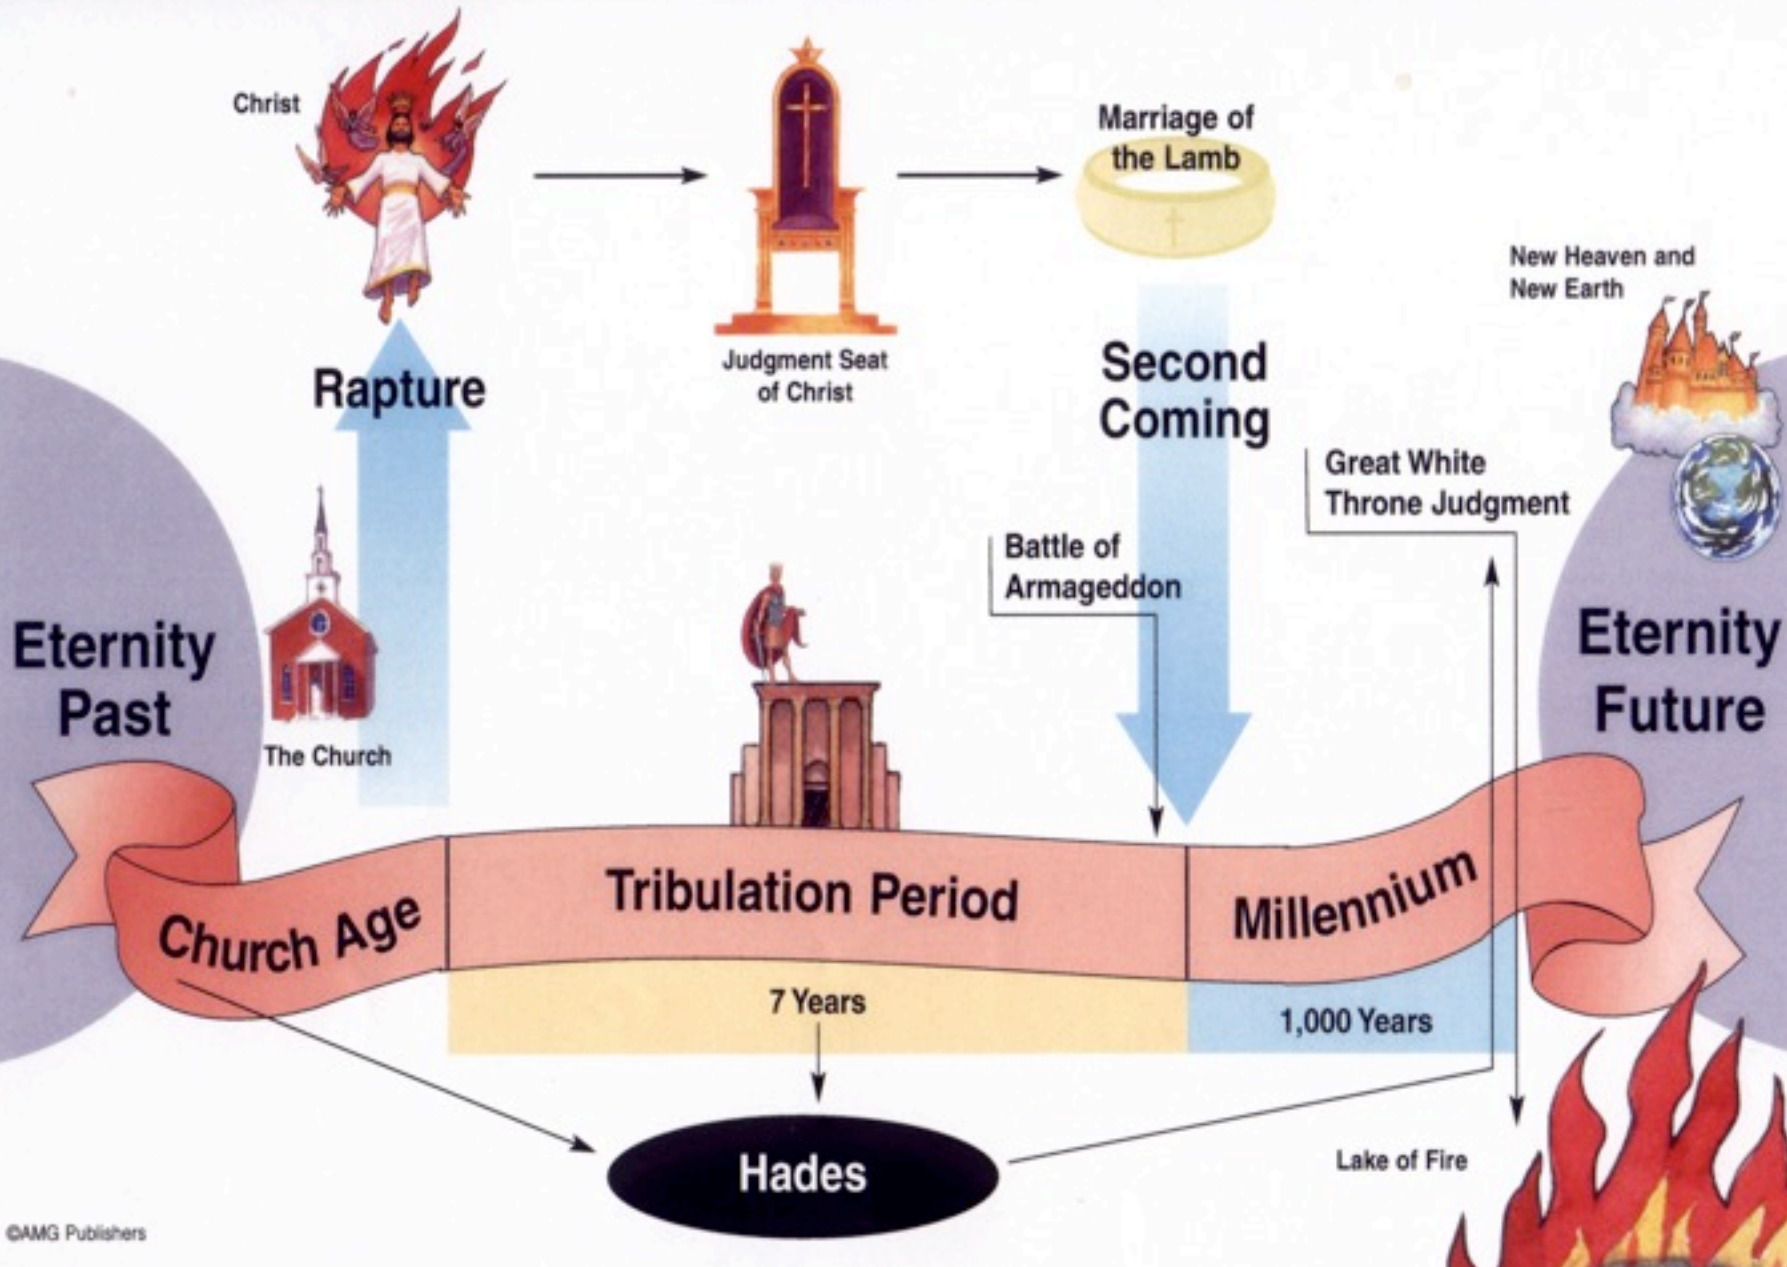 Christ
Marriage of
the Lamb
New Heaven and
New Earth
Rapture
Judgment Seat
of Christ
Second
Coming
Great White
Throne Judgment
Battle of
Armageddon
Eternity
Past
The Church
Eternity
Future
Church Age
Tribulation Period
Millennium
7 Years
1,000 Years
Hades
Lake of Fire
©AMG Publishers